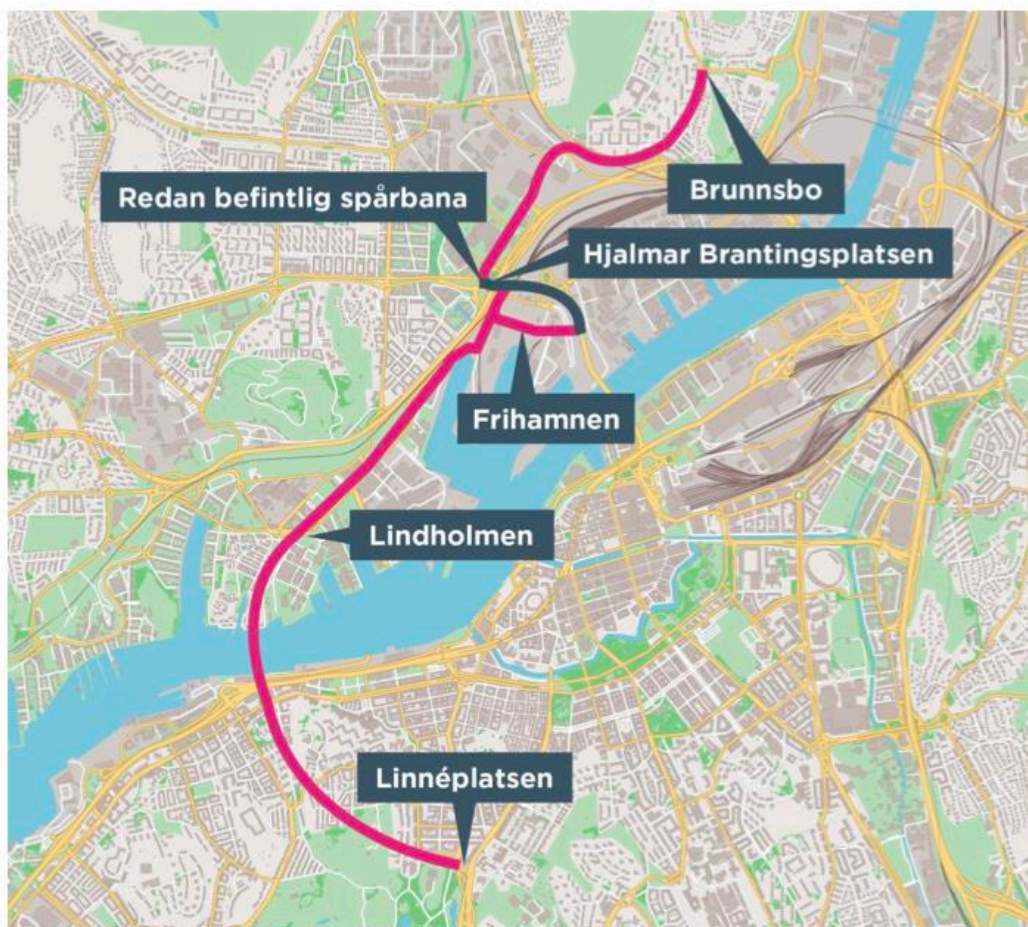 Brunnsbo
Redan befintlig spårbana
Hjalmar Brantingsplatsen
Frihamnen
Lindholmen
Linnéplatsen